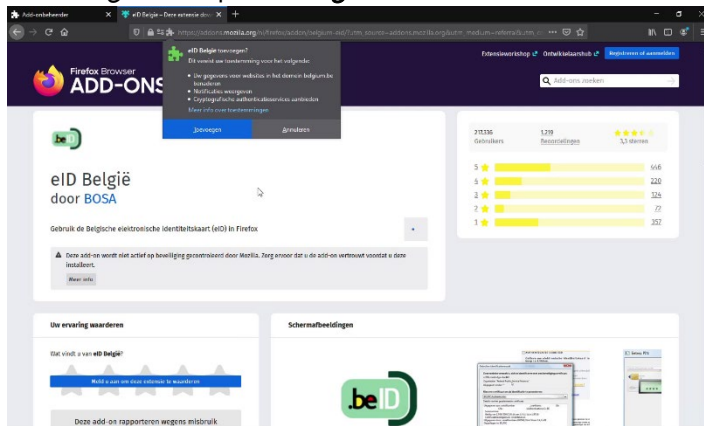 Add-onbeheerder
eID België – Deze extensie dow
https://addons.mozilla.org/nl/firefox/addon/belgium-eid/?utm_source=addons.mozilla.org&utm_medium=referral&utm_
Extensieworkshop
Ontwikkelaarshub
Registreren of aanmelden
Firefox Browser
ADD-ONS
Add-ons zoeken
eID België toevoegen?
Dit vereist uw toestemming voor het volgende:
• Uw gegevens voor websites in het domein belgium.be
benaderen
• Notificaties weergeven
• Cryptografische authenticatieservices aanbieden
Meer info over toestemmingen
Toevoegen
Annuleren
.be
eID België
door BOSA
Gebruik de Belgische elektronische identiteitskaart (eID) in Firefox
+
Deze add-on wordt niet actief op beveiliging gecontroleerd door Mozilla. Zorg ervoor dat u de add-on vertrouwt voordat u deze
installeert.
Meer info
217.336
Gebruikers
1.219
Beoordelingen
3,3 sterren
5
446
4
220
3
124
2
72
1
357
Uw ervaring waarderen
Wat vindt u van eID België?
Meld u aan om deze extensie te waarderen
Deze add-on rapporteren wegens misbruik
Schermafbeeldingen
.beID